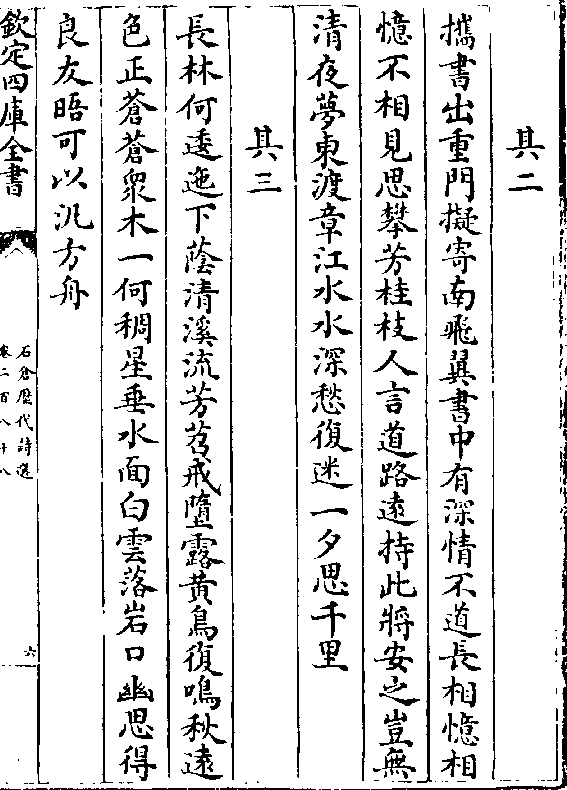 其二
攜書出重門擬寄南飛翼書中有深情不道長相憶相
憶不相見思攀芳桂枝人言道路遠持此將安之豈無
清夜夢東渡章江水水深愁復迷一夕思千里
其三
長林何逶迤下蔭清溪流芳苕戒墮露黄鳥復鳴秋遠
色正蒼蒼衆木一何稠星垂水面白雲落岩口幽思得
良友晤可以汎方舟
欽定四庫全書
石倉歴代詩選
卷二百八十八
六